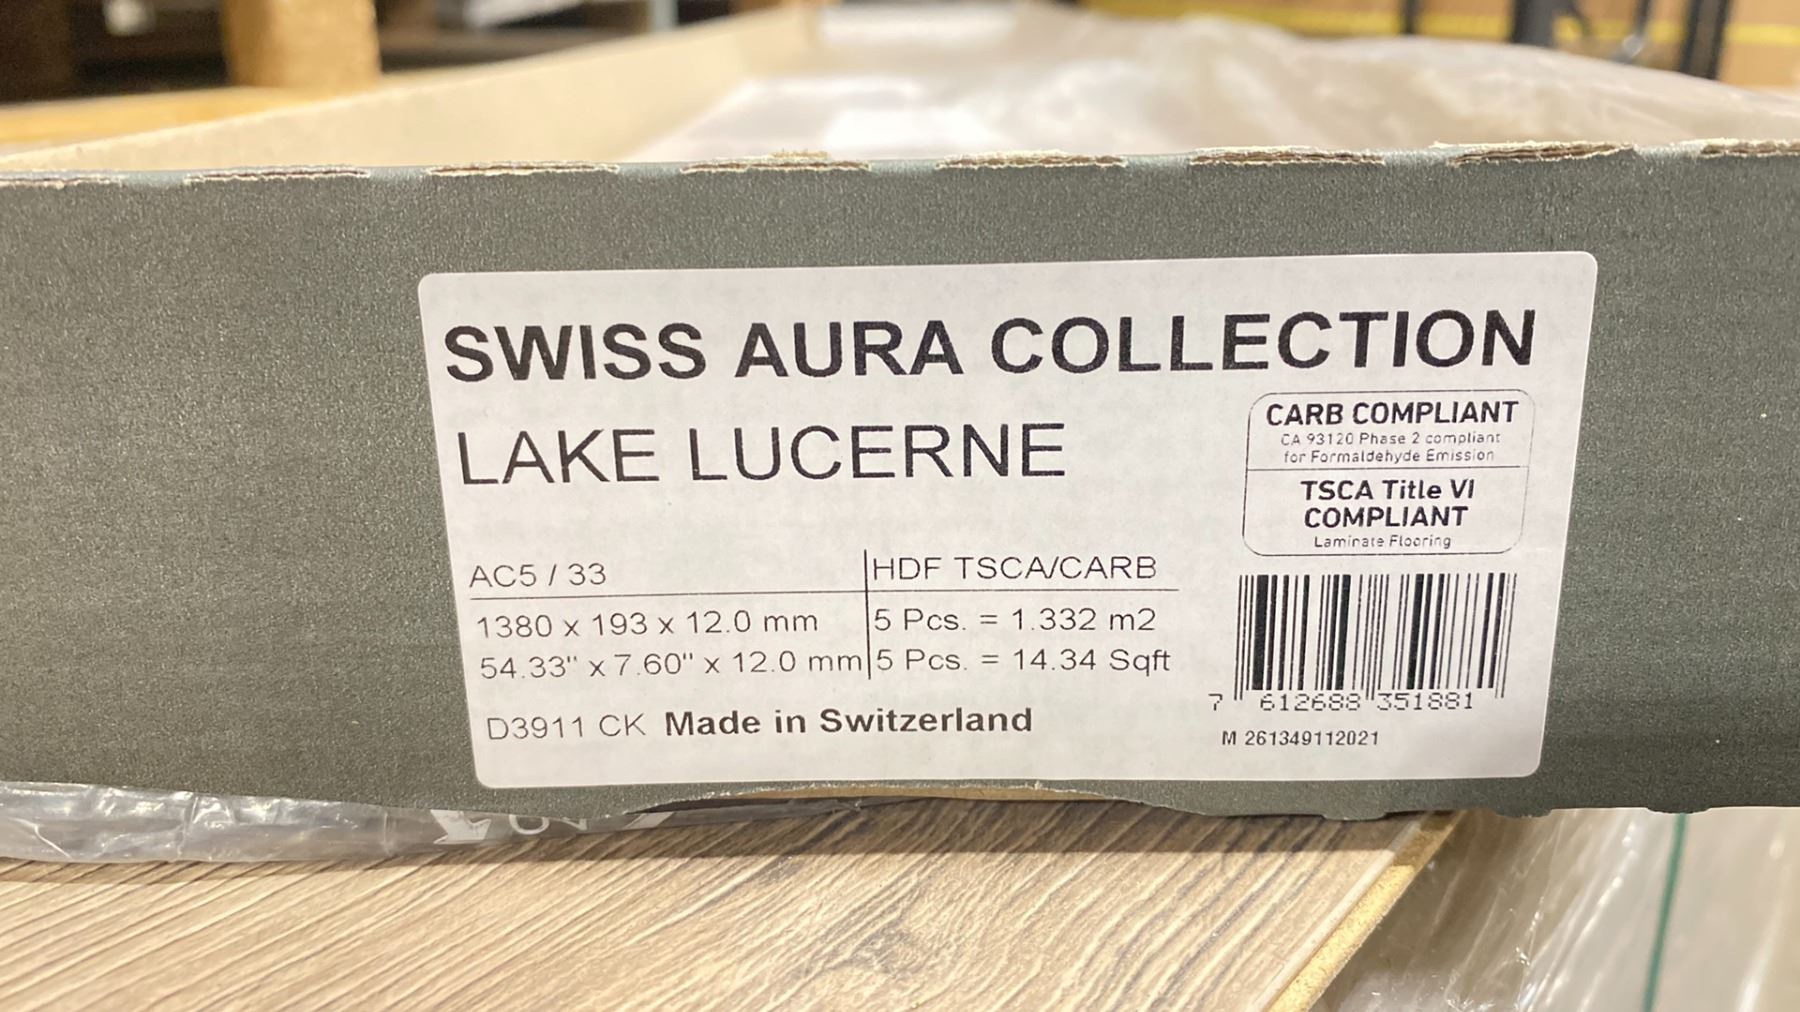 SWISS AURA COLLECTION
LAKE LUCERNE
CARB COMPLIANT
CA 93120 Phase 2 compliant
for Formaldehyde Emission
TSCA Title VI
COMPLIANT
Laminate Flooring
AC5 / 33
HDF TSCA/CARB
1380 x 193 x 12.0 mm
5 Pcs. = 1.332 m2
54.33" x 7.60" x 12.0 mm
5 Pcs. = 14.34 Sqft
D3911 CK Made in Switzerland
7 612688 351881
M 261349112021